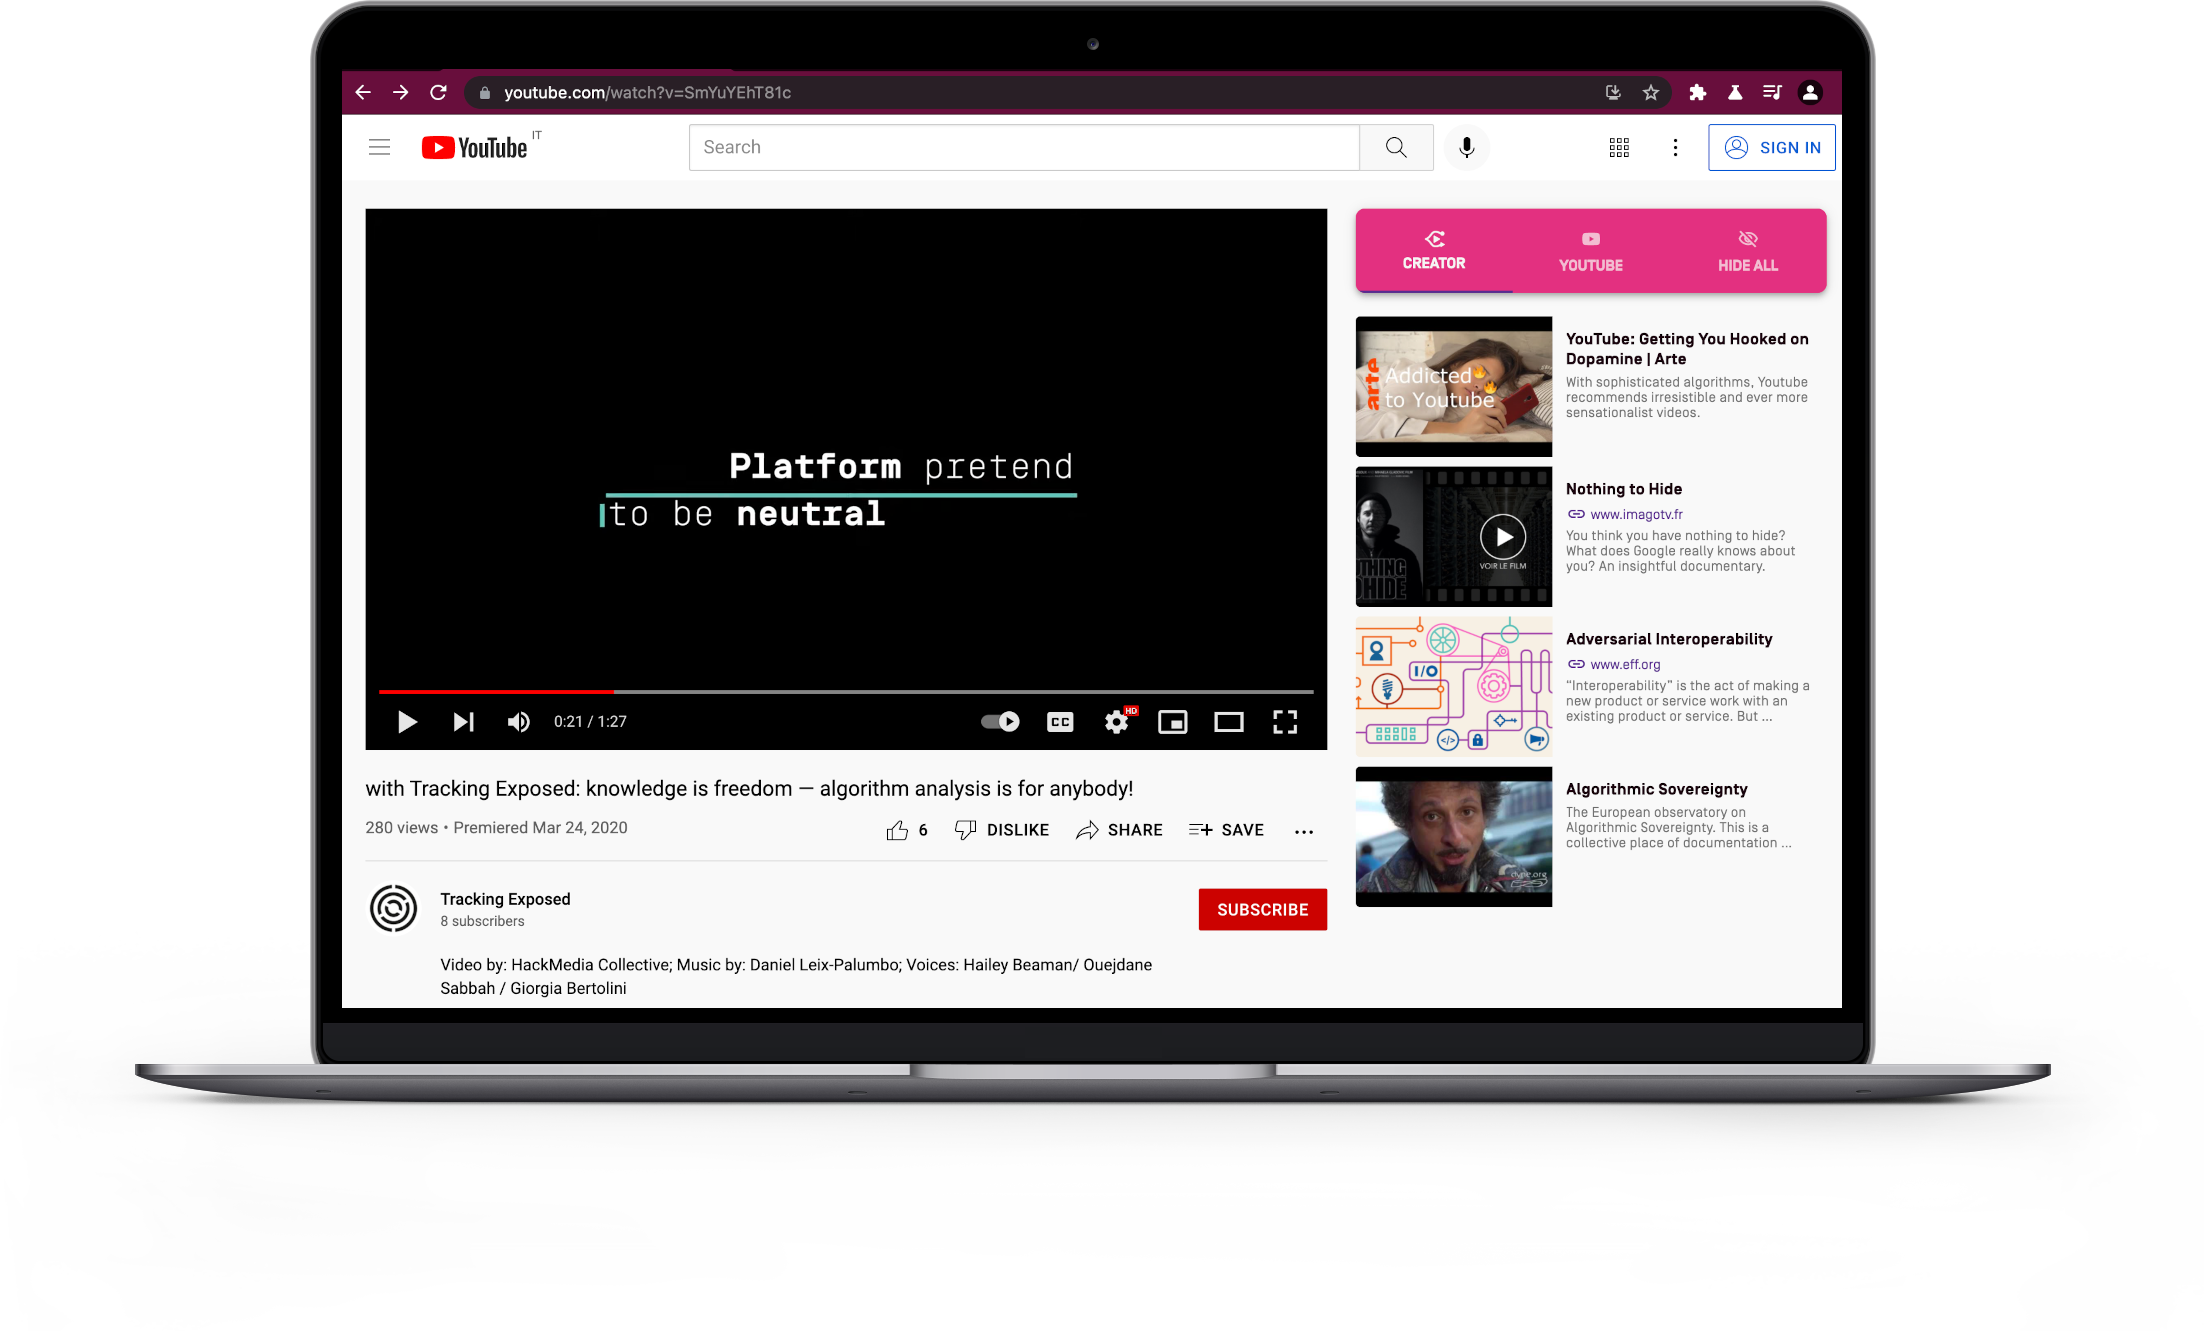 youtube.com/watch?v=SmYuYEhT81c
YouTube IT
Search
SIGN IN
Platform pretend
to be neutral
0:21 / 1:27
CC
HD
with Tracking Exposed: knowledge is freedom — algorithm analysis is for anybody!
280 views • Premiered Mar 24, 2020
6
DISLIKE
SHARE
SAVE
Tracking Exposed
8 subscribers
SUBSCRIBE
Video by: HackMedia Collective; Music by: Daniel Leix-Palumbo; Voices: Hailey Beaman/ Ouejdane
Sabbah / Giorgia Bertolini
CREATOR
YOUTUBE
HIDE ALL
arte
Addicted
to Youtube
YouTube: Getting You Hooked on
Dopamine | Arte
With sophisticated algorithms, Youtube
recommends irresistible and ever more
sensationalist videos.
VOIR LE FILM
Nothing to Hide
www.imagotv.fr
You think you have nothing to hide?
What does Google really knows about
you? An insightful documentary.
I/O
</>
Adversarial Interoperability
www.eff.org
“Interoperability” is the act of making a
new product or service work with an
existing product or service. But ...
Algorithmic Sovereignty
The European observatory on
Algorithmic Sovereignty. This is a
collective place of documentation ...